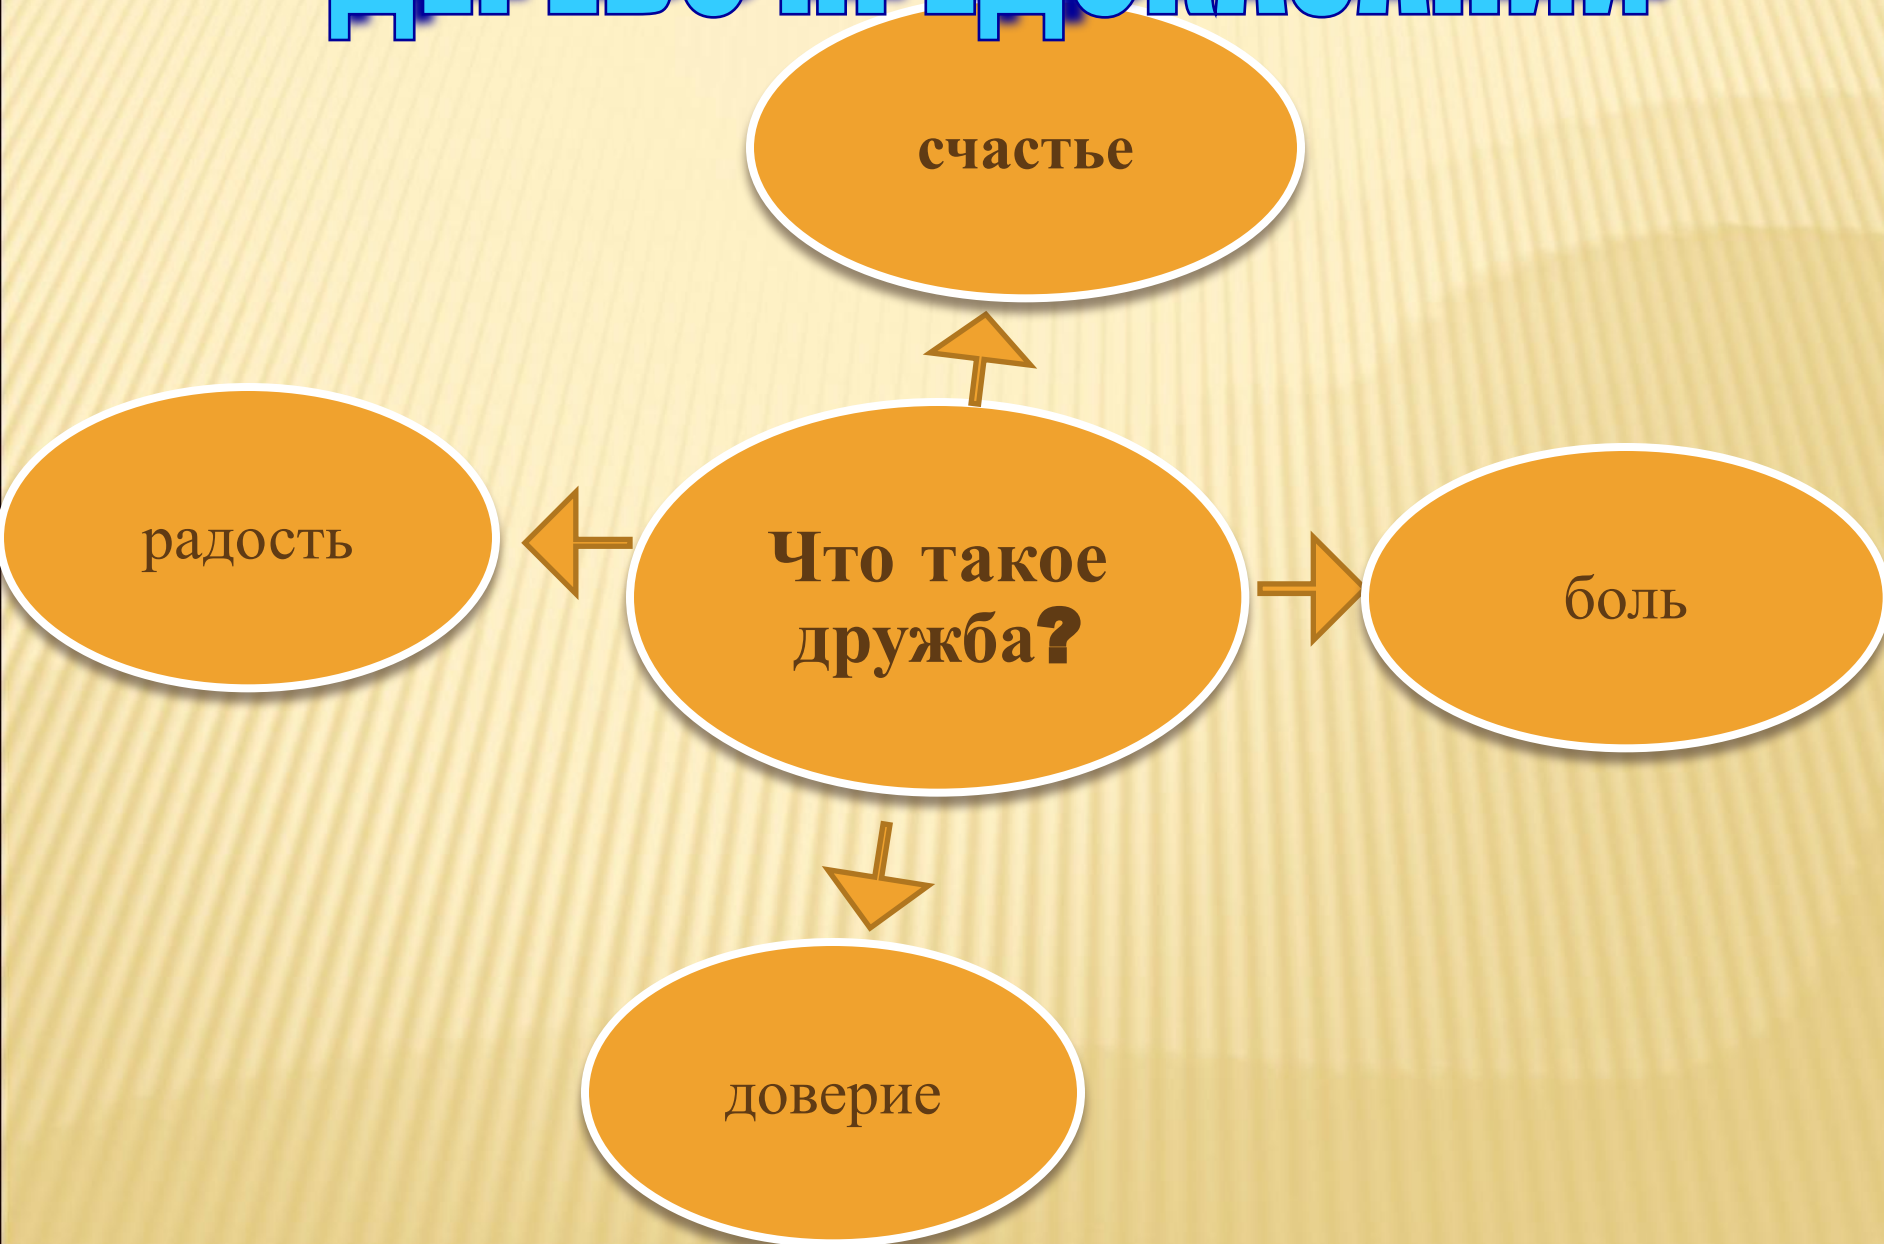 счастье
радость
Что такое
дружба?
боль
доверие